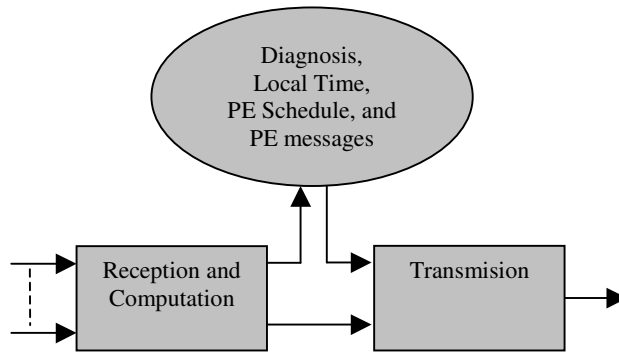 Diagnosis,
Local Time,
PE Schedule, and
PE messages
Reception and
Computation
Transmision